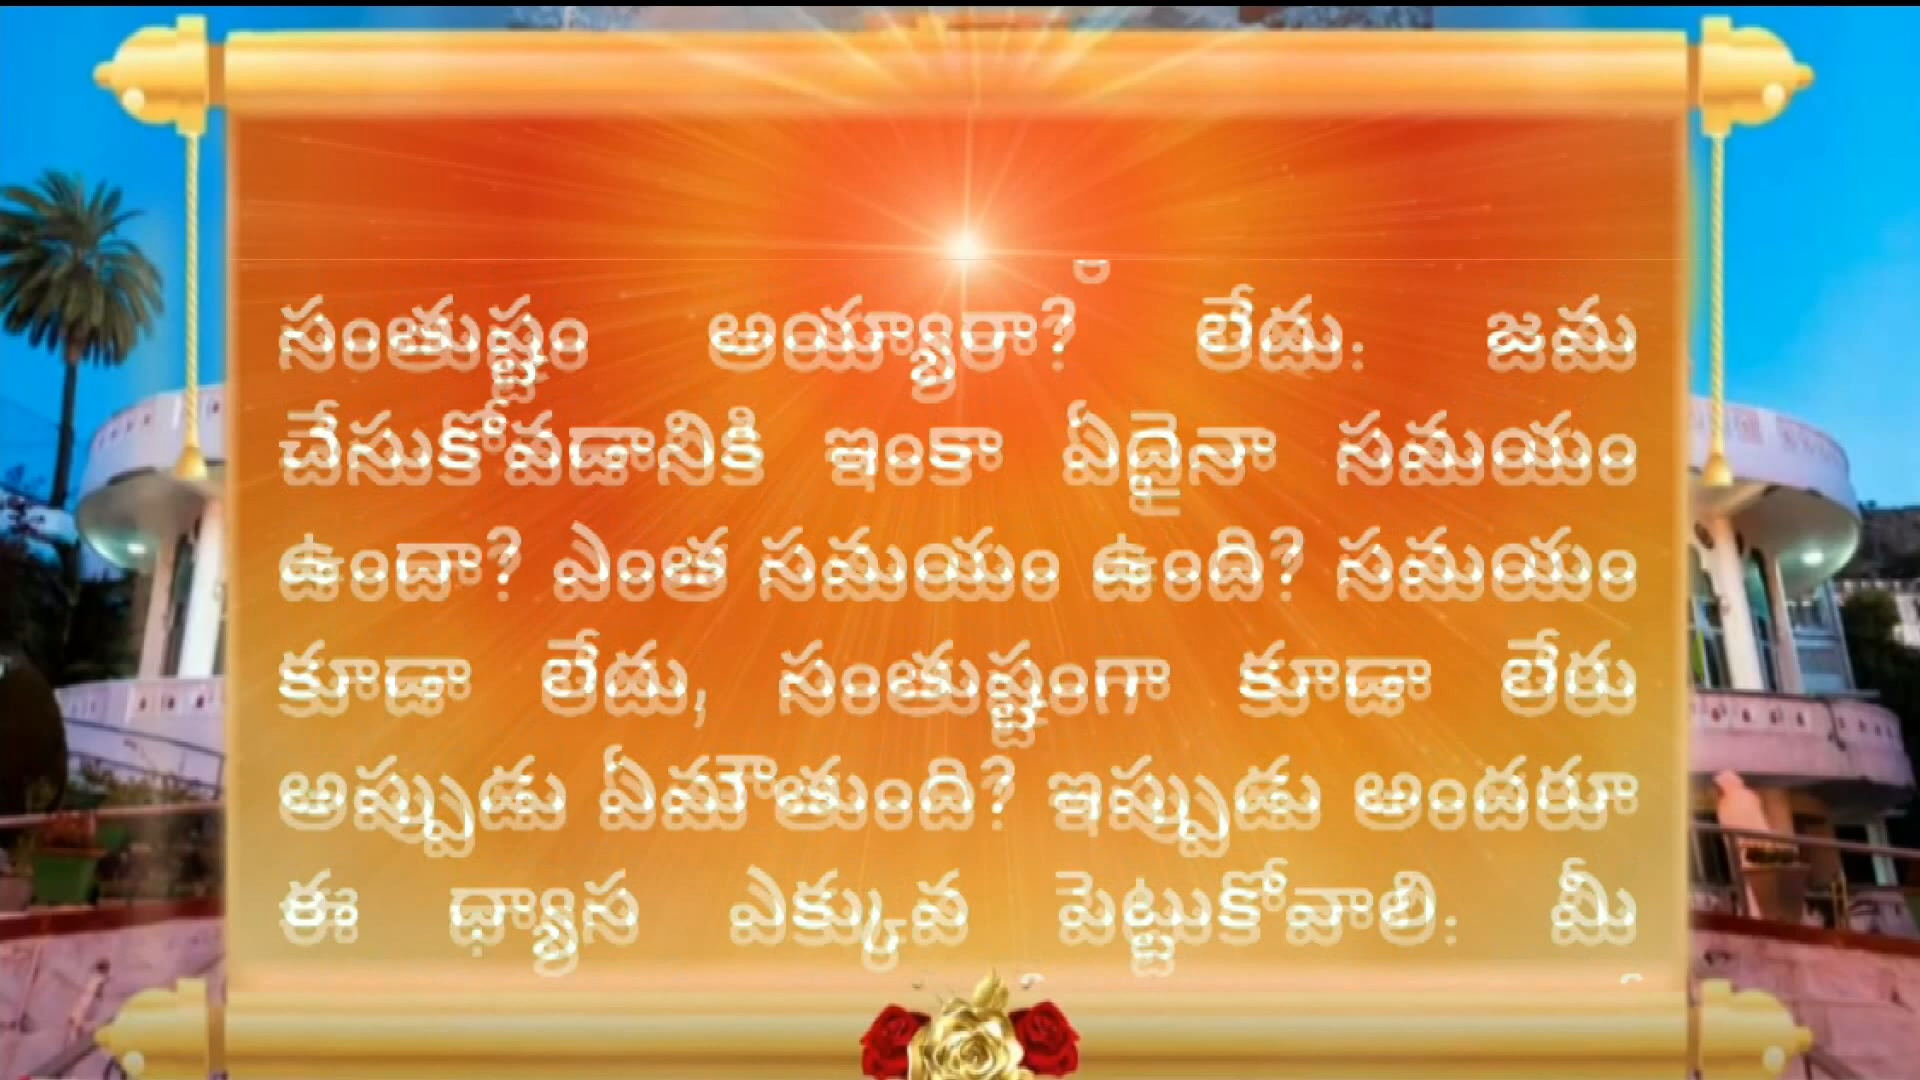 సంతుష్టం అయ్యారా? లేదు. జమ
చేసుకోవడానికి ఇంకా ఏదైనా సమయం
ఉందా? ఎంత సమయం ఉంది? సమయం
కూడా లేదు, సంతుష్టంగా కూడా లేరు
అప్పుడు ఏమౌతుంది? ఇప్పుడు అందరూ
ఈ ధ్యాస ఎక్కువ పెట్టుకోవాలి. మీ